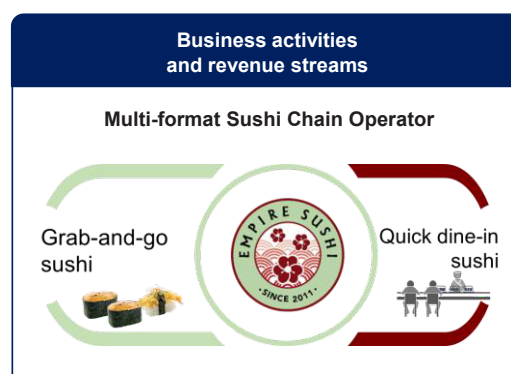 Business activities
and revenue streams
Multi-format Sushi Chain Operator
Grab-and-go
sushi
EMPIRE SUSHI
· SINCE 2011 ·
Quick dine-in
sushi